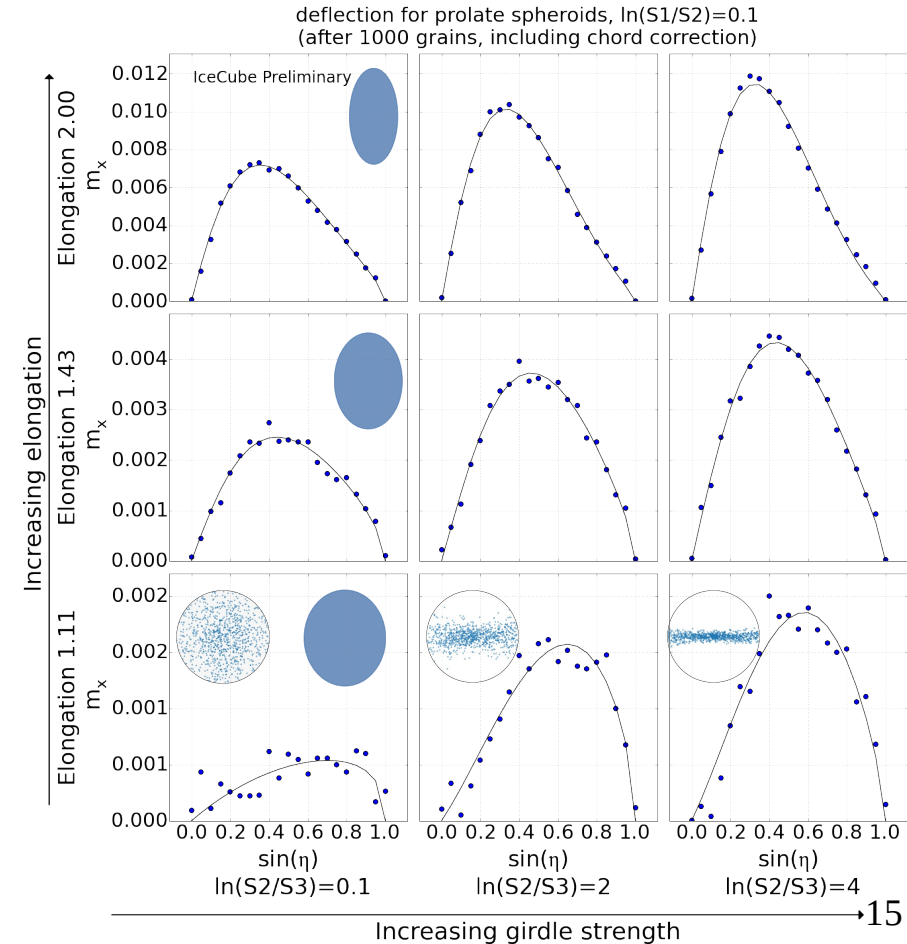 deflection for prolate spheroids, ln(S1/S2)=0.1
(after 1000 grains, including chord correction)
Increasing elongation
Elongation 2.00
m_x
0.012
0.010
0.008
0.006
0.004
0.002
0.000
IceCube Preliminary
Elongation 1.43
m_x
0.004
0.003
0.002
0.001
0.000
Elongation 1.11
m_x
0.002
0.002
0.001
0.001
0.000
0.0 0.2 0.4 0.6 0.8 1.0 0.0 0.2 0.4 0.6 0.8 1.0 0.0 0.2 0.4 0.6 0.8 1.0
sin(η) sin(η) sin(η)
ln(S2/S3)=0.1 ln(S2/S3)=2 ln(S2/S3)=4
15
Increasing girdle strength